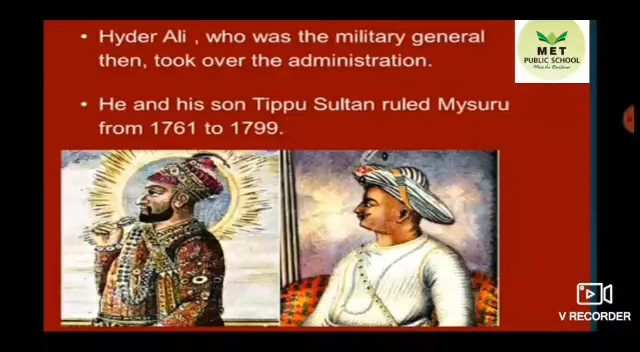 • Hyder Ali , who was the military general
then, took over the administration.
• He and his son Tippu Sultan ruled Mysuru
from 1761 to 1799.
MET
PUBLIC SCHOOL
V RECORDER